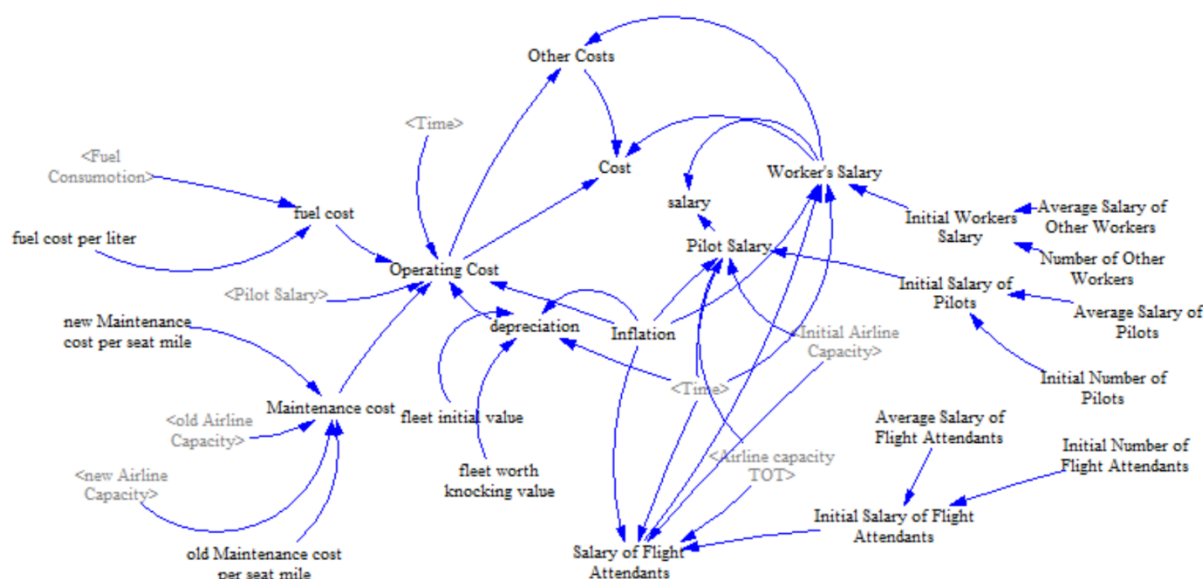 Other Costs
<Time>
<Fuel
Consumotion>
Cost
Worker's Salary
salary
fuel cost
Initial Workers
Salary
Average Salary of
Other Workers
fuel cost per liter
Pilot Salary
Number of Other
Workers
Operating Cost
Initial Salary of
Pilots
<Pilot Salary>
new Maintenance
cost per seat mile
depreciation
Inflation
<Initial Airline
Capacity>
Average Salary of
Pilots
<Time>
Initial Number of
Pilots
Maintenance cost
fleet initial value
<old Airline
Capacity>
Average Salary of
Flight Attendants
Initial Number of
Flight Attendants
<Airline capacity
TOT>
fleet worth
knocking value
<new Airline
Capacity>
Initial Salary of Flight
Attendants
old Maintenance cost
per seat mile
Salary of Flight
Attendants